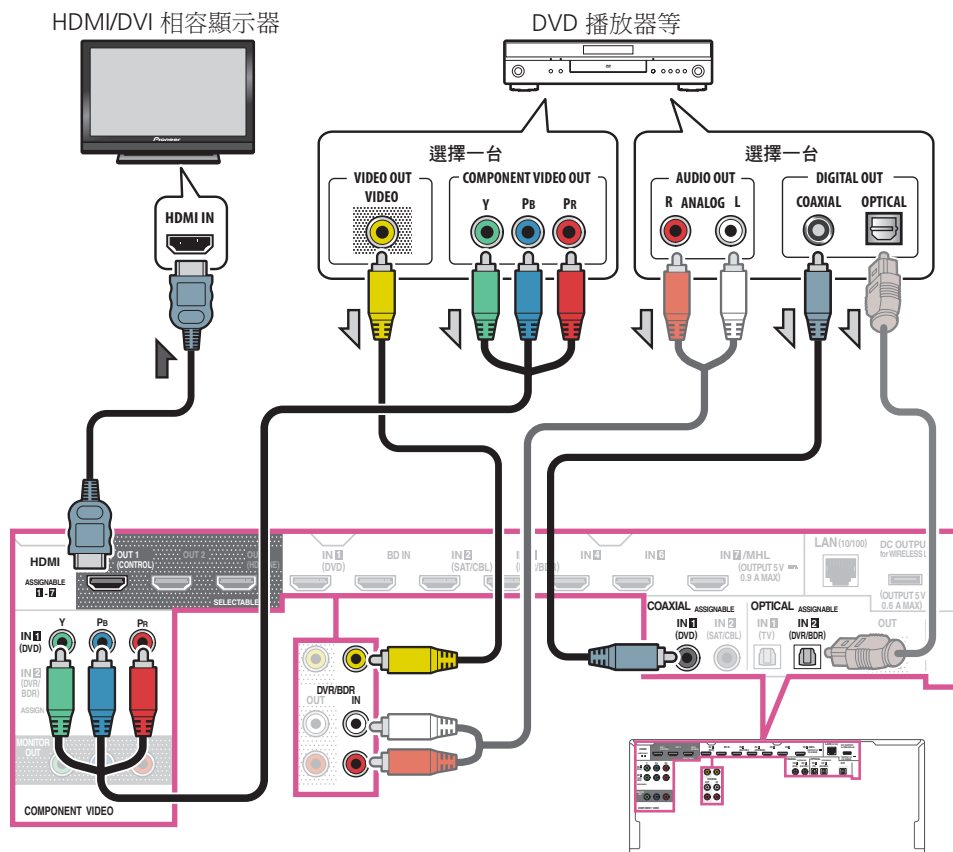 HDMI/DVI 相容顯示器
DVD 播放器等
Pioneer
選擇一台
選擇一台
VIDEO OUT
VIDEO
COMPONENT VIDEO OUT
Y PB PR
AUDIO OUT
R ANALOG L
DIGITAL OUT
COAXIAL OPTICAL
HDMI IN
HDMI
ASSIGNABLE
1-7
OUT 1
(CONTROL)
OUT 2
SELECTABLE
IN 1
(DVD)
BD IN
IN 2
(SAT/CBL)
IN 4
IN 6
IN 7/MHL
(OUTPUT 5 V
0.9 A MAX)
LAN (10/100)
DC OUTPU
for WIRELESS L
(OUTPUT 5 V
0.6 A MAX)
Y PB PR
IN 1
(DVD)
IN 2
(DVR/
BDR)
ASSIGN
MONITOR
OUT
COMPONENT VIDEO
DVR/BDR
OUT IN
COAXIAL ASSIGNABLE
IN 1
(DVD)
IN 2
(SAT/CBL)
OPTICAL ASSIGNABLE
IN 1
(TV)
IN 2
(DVR/BDR)
OUT